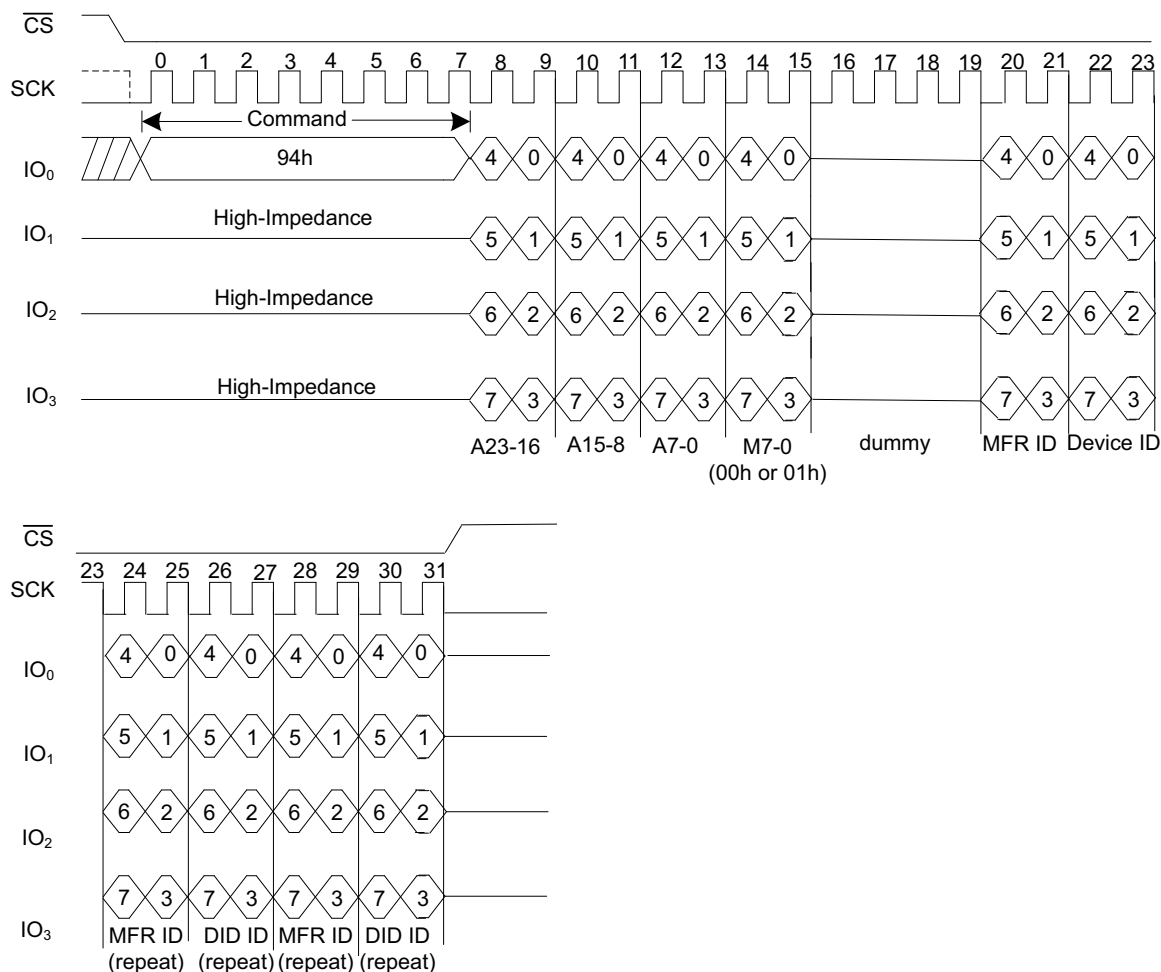 CS
0 1 2 3 4 5 6 7 8 9 10 11 12 13 14 15 16 17 18 19 20 21 22 23
SCK
Command
IO0 94h 4 0 4 0 4 0 4 0 4 0 4 0
High-Impedance
IO1 5 1 5 1 5 1 5 1 5 1 5 1
High-Impedance
IO2 6 2 6 2 6 2 6 2 6 2 6 2
High-Impedance
IO3 7 3 7 3 7 3 7 3 7 3 7 3
A23-16 A15-8 A7-0 M7-0 dummy MFR ID Device ID
(00h or 01h)
CS
23 24 25 26 27 28 29 30 31
SCK
IO0 4 0 4 0 4 0 4 0
IO1 5 1 5 1 5 1 5 1
IO2 6 2 6 2 6 2 6 2
IO3 7 3 7 3 7 3 7 3
MFR ID DID ID MFR ID DID ID
(repeat) (repeat) (repeat) (repeat)